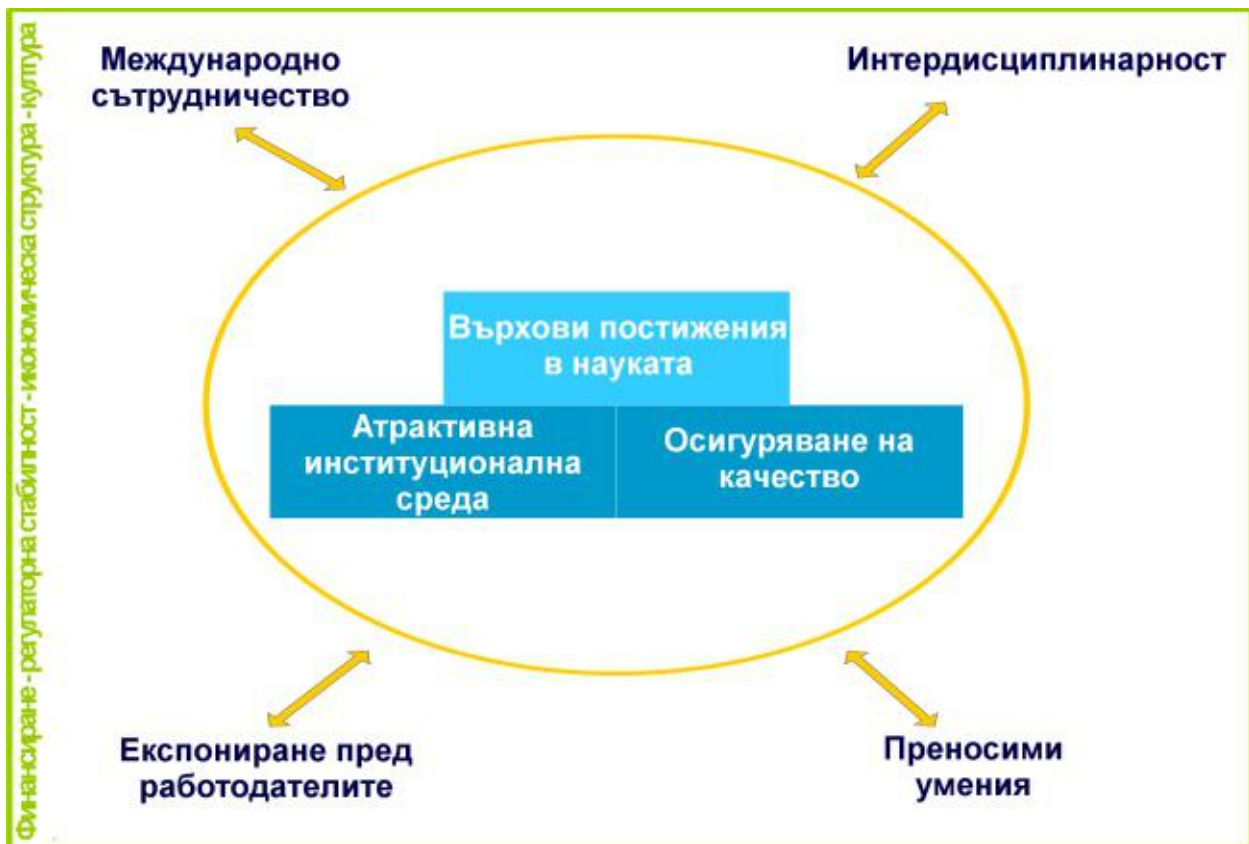 Международно
сътрудничество
Интердисциплинарност
Върхови постижения
в науката
Атрактивна
институционална
среда
Осигуряване на
качество
Експониране пред
работодателите
Преносими
умения
Финансиране - регулаторна стабилност - икономическа структура - култура